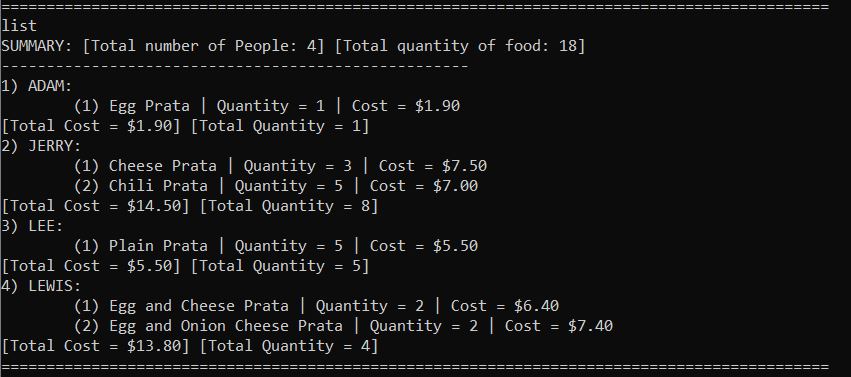 ============================================================================================
list
SUMMARY: [Total number of People: 4] [Total quantity of food: 18]
----------------------------------------------------
1) ADAM:
        (1) Egg Prata | Quantity = 1 | Cost = $1.90
[Total Cost = $1.90] [Total Quantity = 1]
2) JERRY:
        (1) Cheese Prata | Quantity = 3 | Cost = $7.50
        (2) Chili Prata | Quantity = 5 | Cost = $7.00
[Total Cost = $14.50] [Total Quantity = 8]
3) LEE:
        (1) Plain Prata | Quantity = 5 | Cost = $5.50
[Total Cost = $5.50] [Total Quantity = 5]
4) LEWIS:
        (1) Egg and Cheese Prata | Quantity = 2 | Cost = $6.40
        (2) Egg and Onion Cheese Prata | Quantity = 2 | Cost = $7.40
[Total Cost = $13.80] [Total Quantity = 4]
============================================================================================